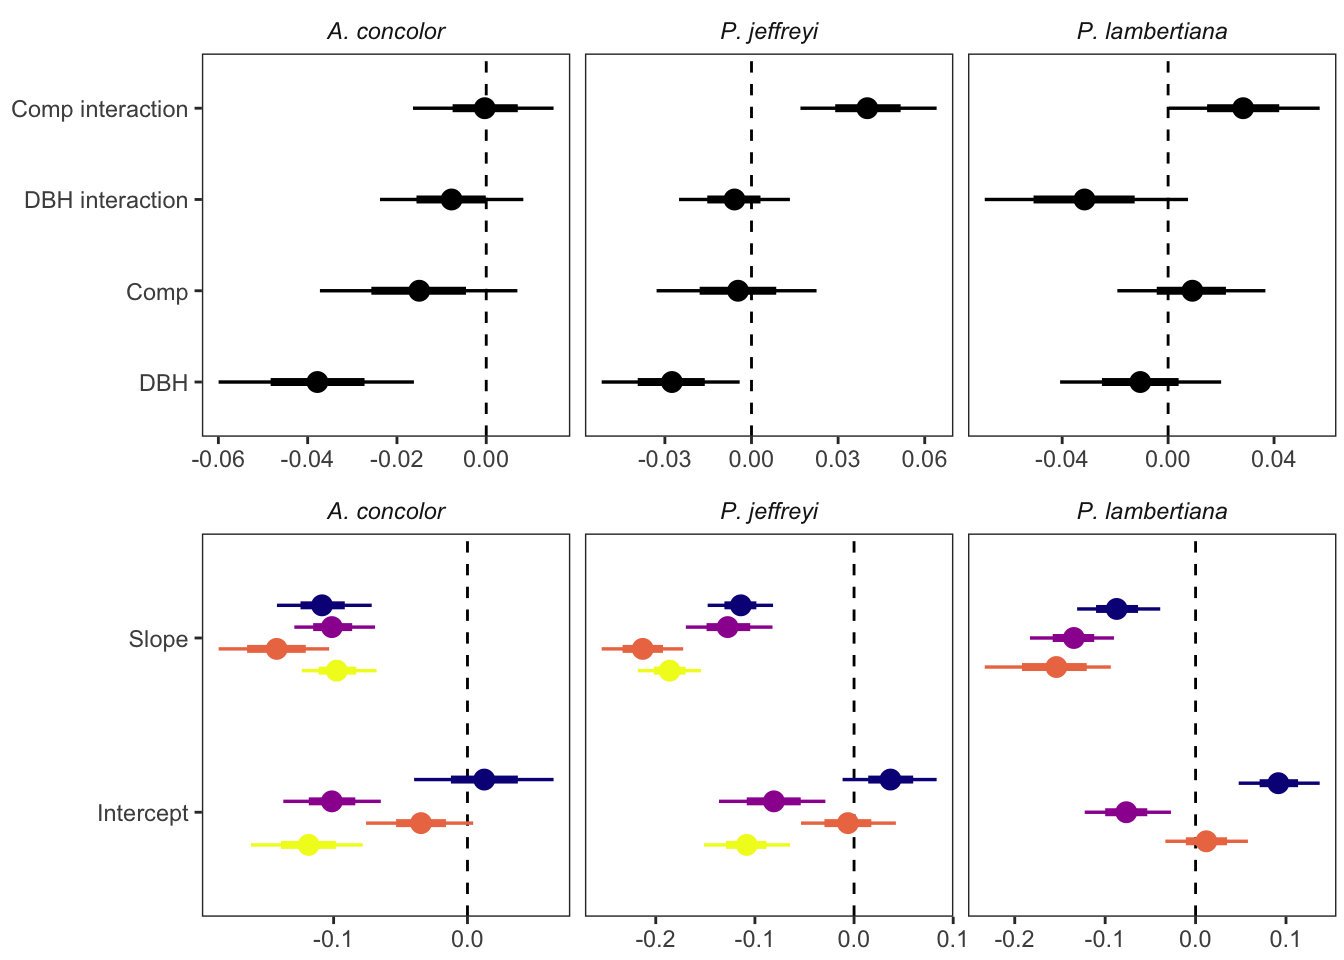 A. concolor P. jeffreyi P. lambertiana
Comp interaction
DBH interaction
Comp
DBH
-0.06 -0.04 -0.02 0.00 -0.03 0.00 0.03 0.06 -0.04 0.00 0.04
A. concolor P. jeffreyi P. lambertiana
Slope
Intercept
-0.1 0.0 -0.2 -0.1 0.0 0.1 -0.2 -0.1 0.0 0.1